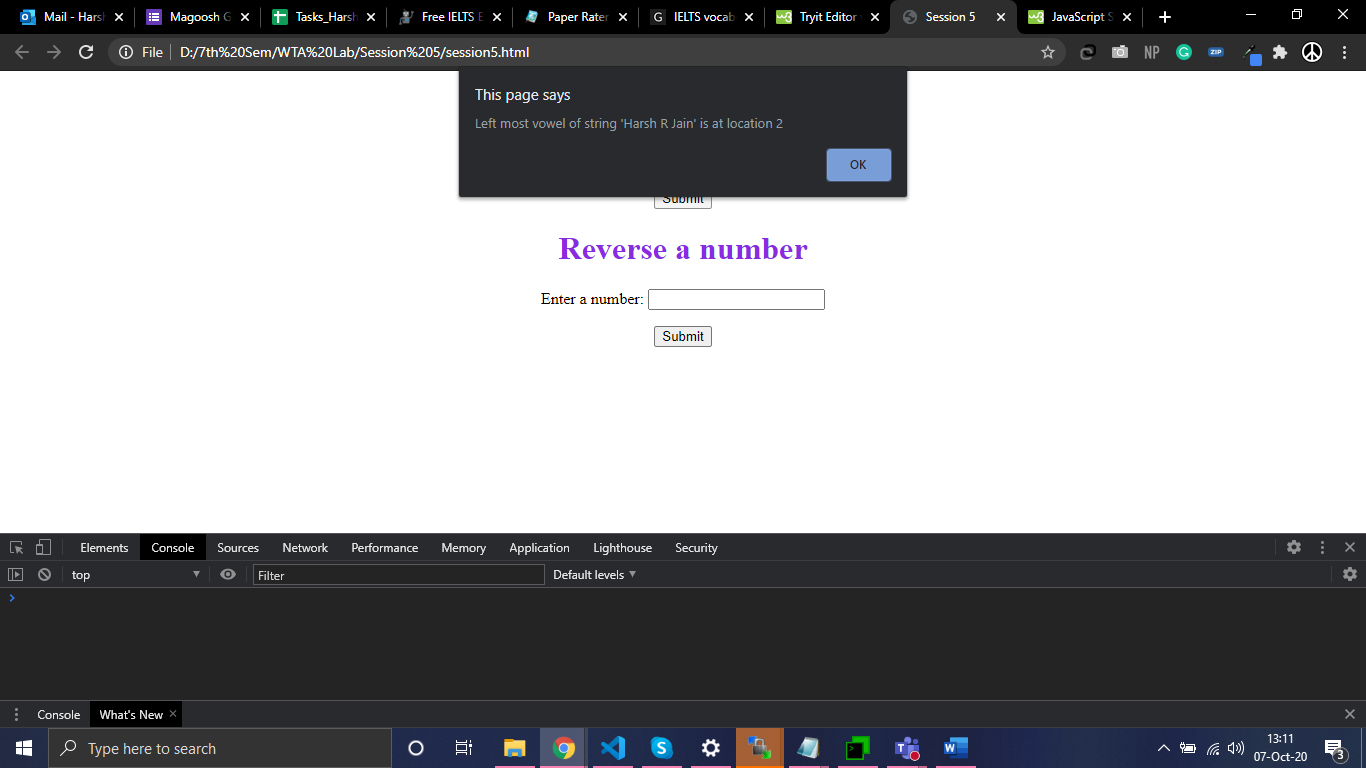 Mail - Harsh
Magoosh G
Tasks_Harsh
Free IELTS E
Paper Rater
IELTS vocab
Tryit Editor
Session 5
JavaScript S
File
D:/7th%20Sem/WTA%20Lab/Session%205/session5.html
NP
ZIP
This page says
Left most vowel of string 'Harsh R Jain' is at location 2
OK
Submit
Reverse a number
Enter a number:
Submit
Elements Console Sources Network Performance Memory Application Lighthouse Security
top
Filter
Default levels
Console
What's New
Type here to search
13:11
07-Oct-20
3